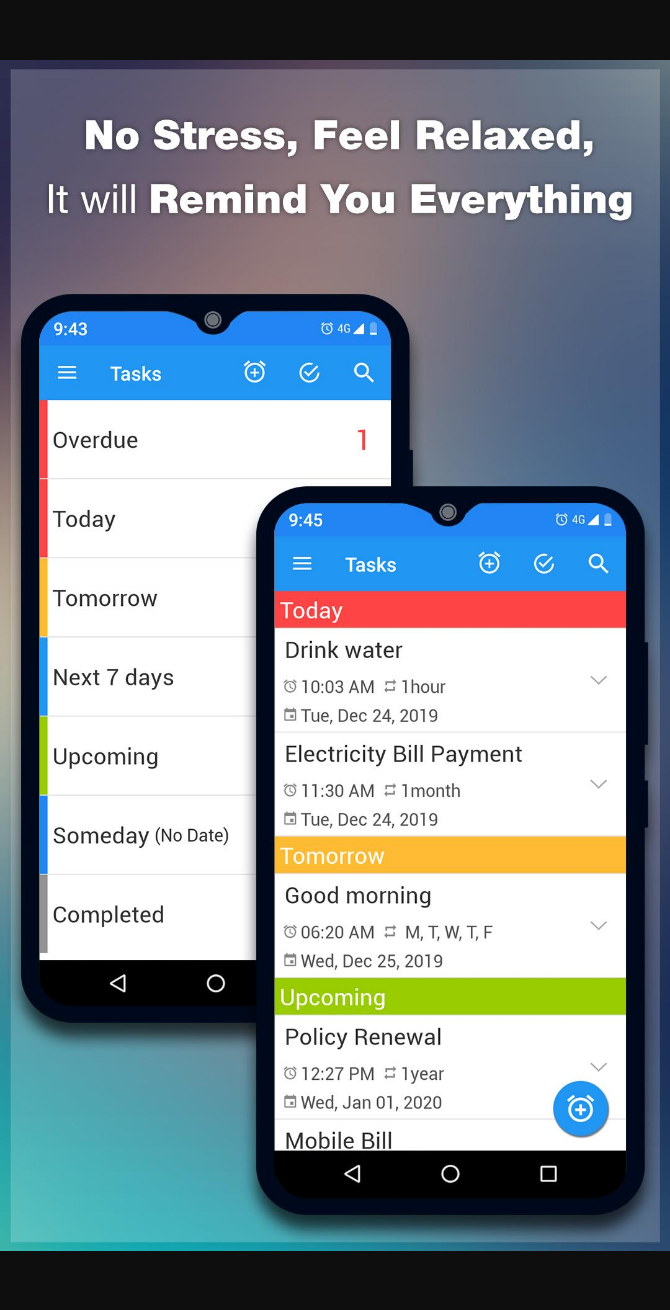 No Stress, Feel Relaxed,
It will Remind You Everything
9:43
4G
Tasks
Overdue
1
Today
Tomorrow
Next 7 days
Upcoming
Someday (No Date)
Completed
9:45
4G
Tasks
Today
Drink water
10:03 AM 1hour
Tue, Dec 24, 2019
Electricity Bill Payment
11:30 AM 1month
Tue, Dec 24, 2019
Tomorrow
Good morning
06:20 AM M, T, W, T, F
Wed, Dec 25, 2019
Upcoming
Policy Renewal
12:27 PM 1year
Wed, Jan 01, 2020
Mobile Bill